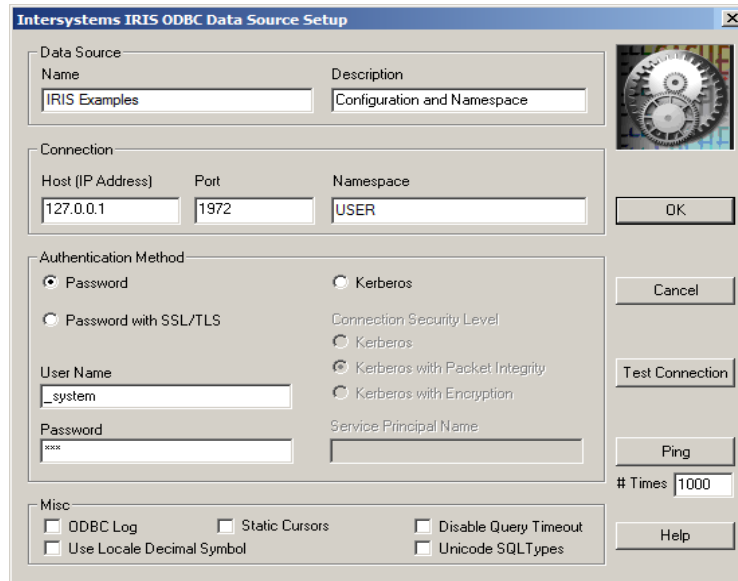 Intersystems IRIS ODBC Data Source Setup
Data Source
Name
Description
IRIS Examples
Configuration and Namespace
Connection
Host (IP Address)
Port
Namespace
127.0.0.1
1972
USER
OK
Authentication Method
Password
Kerberos
Cancel
Password with SSL/TLS
Connection Security Level
Kerberos
Kerberos with Packet Integrity
Kerberos with Encryption
User Name
_system
Test Connection
Password
***
Service Principal Name
Ping
# Times 1000
Misc
ODBC Log
Static Cursors
Disable Query Timeout
Use Locale Decimal Symbol
Unicode SQLTypes
Help